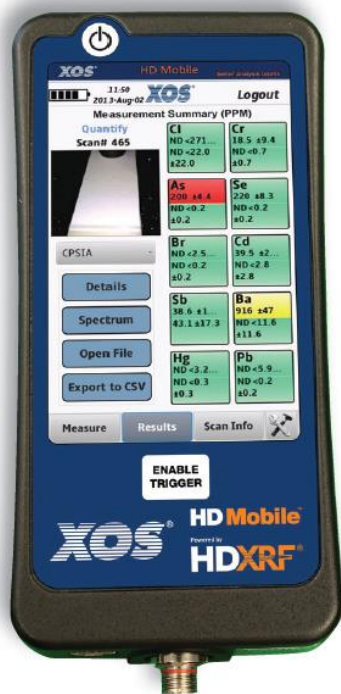 XOS HD Mobile
11:50
2013-Aug-02 XOS Logout
Measurement Summary (PPM)
Quantify
Scan# 465
Cl
ND <271...
ND <22.0
±22.0
Cr
18.5 ±9.4
ND <0.7
±0.7
As
200 ±4.4
ND <0.2
±0.2
Se
220 ±8.3
ND <0.2
±0.2
Br
ND <2.5...
ND <0.2
±0.2
Cd
39.5 ±2...
ND <2.8
±2.8
Sb
38.6 ±1...
43.1 ±17.3
Ba
916 ±47
ND <11.6
±11.6
Hg
ND <3.2...
ND <0.3
±0.3
Pb
ND <5.9...
ND <0.2
±0.2
CPSIA
Details
Spectrum
Open File
Export to CSV
Measure Results Scan Info
ENABLE
TRIGGER
XOS®
HD Mobile™
Powered by
HDXRF®